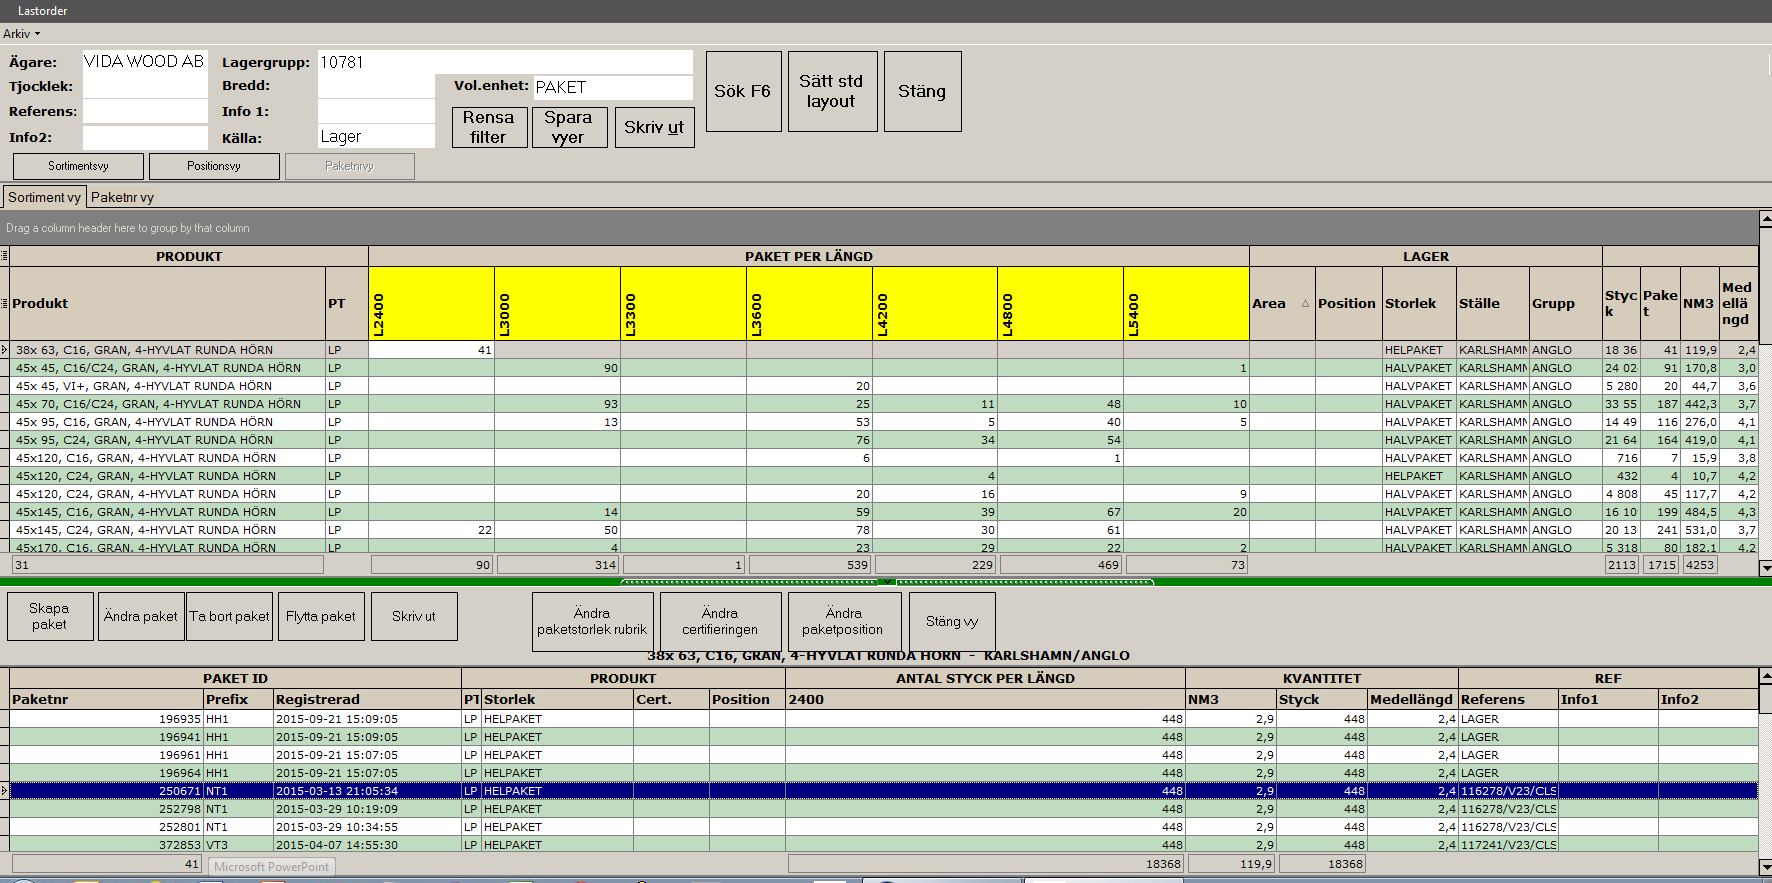 Lastorder
Arkiv
Ägare: VIDA WOOD AB Lagergrupp: 10781
Tjocklek: Bredd: Vol.enhet: PAKET
Referens: Info 1:
Info2: Källa: Lager
Rensa filter Spara vyer Skriv ut Sök F6 Sätt std layout Stäng
Sortimentsvy Positionsvy Paketnrvy
Sortiment vy Paketnr vy
Drag a column header here to group by that column
PRODUKT PAKET PER LÄNGD LAGER
Produkt PT L2400 L3000 L3300 L3600 L4200 L4800 L5400 Area Position Storlek Ställe Grupp Styck Paket NM3 Medellängd
38x 63, C16, GRAN, 4-HYVLAT RUNDA HÖRN LP 41 HELPAKET KARLSHAMN ANGLO 18 36 41 119,9 2,4
45x 45, C16/C24, GRAN, 4-HYVLAT RUNDA HÖRN LP 90 1 HALVPAKET KARLSHAMN ANGLO 24 02 91 170,8 3,0
45x 45, VI+, GRAN, 4-HYVLAT RUNDA HÖRN LP 20 HALVPAKET KARLSHAMN ANGLO 5 280 20 44,7 3,6
45x 70, C16/C24, GRAN, 4-HYVLAT RUNDA HÖRN LP 93 25 11 48 10 HALVPAKET KARLSHAMN ANGLO 33 55 187 442,3 3,7
45x 95, C16, GRAN, 4-HYVLAT RUNDA HÖRN LP 13 53 5 40 5 HALVPAKET KARLSHAMN ANGLO 14 49 116 276,0 4,1
45x 95, C24, GRAN, 4-HYVLAT RUNDA HÖRN LP 76 34 54 HALVPAKET KARLSHAMN ANGLO 21 64 164 419,0 4,1
45x120, C16, GRAN, 4-HYVLAT RUNDA HÖRN LP 6 1 HALVPAKET KARLSHAMN ANGLO 716 7 15,9 3,8
45x120, C24, GRAN, 4-HYVLAT RUNDA HÖRN LP 4 HELPAKET KARLSHAMN ANGLO 432 4 10,7 4,2
45x120, C24, GRAN, 4-HYVLAT RUNDA HÖRN LP 20 16 9 HALVPAKET KARLSHAMN ANGLO 4 808 45 117,7 4,2
45x145, C16, GRAN, 4-HYVLAT RUNDA HÖRN LP 14 59 39 67 20 HALVPAKET KARLSHAMN ANGLO 16 10 199 484,5 4,3
45x145, C24, GRAN, 4-HYVLAT RUNDA HÖRN LP 22 50 78 30 61 HALVPAKET KARLSHAMN ANGLO 20 13 241 531,0 3,7
45x170, C16, GRAN, 4-HYVLAT RUNDA HÖRN LP 4 23 29 22 2 HALVPAKET KARLSHAMN ANGLO 5 318 80 182,1 4,2
31 90 314 1 539 229 469 73 2113 1715 4253
Skapa paket Ändra paket Ta bort paket Flytta paket Skriv ut Ändra paketstorlek rubrik Ändra certifieringen Ändra paketposition Stäng vy
38x 63, C16, GRAN, 4-HYVLAT RUNDA HÖRN - KARLSHAMN/ANGLO
PAKET ID PRODUKT ANTAL STYCK PER LÄNGD KVANTITET REF
Paketnr Prefix Registrerad PT Storlek Cert. Position 2400 NM3 Styck Medellängd Referens Info1 Info2
196935 HH1 2015-09-21 15:09:05 LP HELPAKET 448 2,9 448 2,4 LAGER
196941 HH1 2015-09-21 15:09:05 LP HELPAKET 448 2,9 448 2,4 LAGER
196961 HH1 2015-09-21 15:07:05 LP HELPAKET 448 2,9 448 2,4 LAGER
196964 HH1 2015-09-21 15:07:05 LP HELPAKET 448 2,9 448 2,4 LAGER
250671 NT1 2015-03-13 21:05:34 LP HELPAKET 448 2,9 448 2,4 116278/V23/CLS
252798 NT1 2015-03-29 10:19:09 LP HELPAKET 448 2,9 448 2,4 116278/V23/CLS
252801 NT1 2015-03-29 10:34:55 LP HELPAKET 448 2,9 448 2,4 116278/V23/CLS
372853 VT3 2015-04-07 14:55:30 LP HELPAKET 448 2,9 448 2,4 117241/V23/CLS
41 18368 119,9 18368
Microsoft PowerPoint